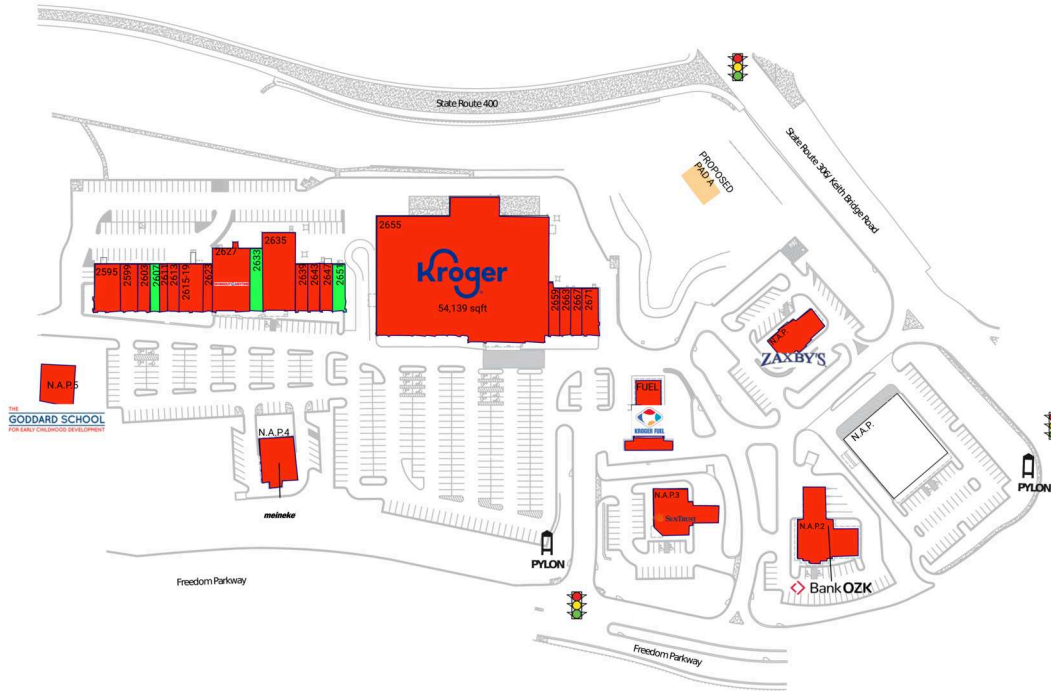 State Route 400
State Route 306/ Keith Bridge Road
PROPOSED
PAD A
2655
Kroger
54,139 sqft
2595
2599
2603
2607
2611
2613
2615-19
2623
2627
2633
2635
2639
2643
2647
2651
2659
2663
2667
2671
N.A.P.
ZAXBY'S
N.A.P.5
THE
GODDARD SCHOOL
FOR EARLY CHILDHOOD DEVELOPMENT
FUEL
KROGER FUEL
N.A.P.4
meineke
N.A.P.
PYLON
N.A.P.3
SUNTRUST
N.A.P.2
PYLON
Bank OZK
Freedom Parkway
Freedom Parkway